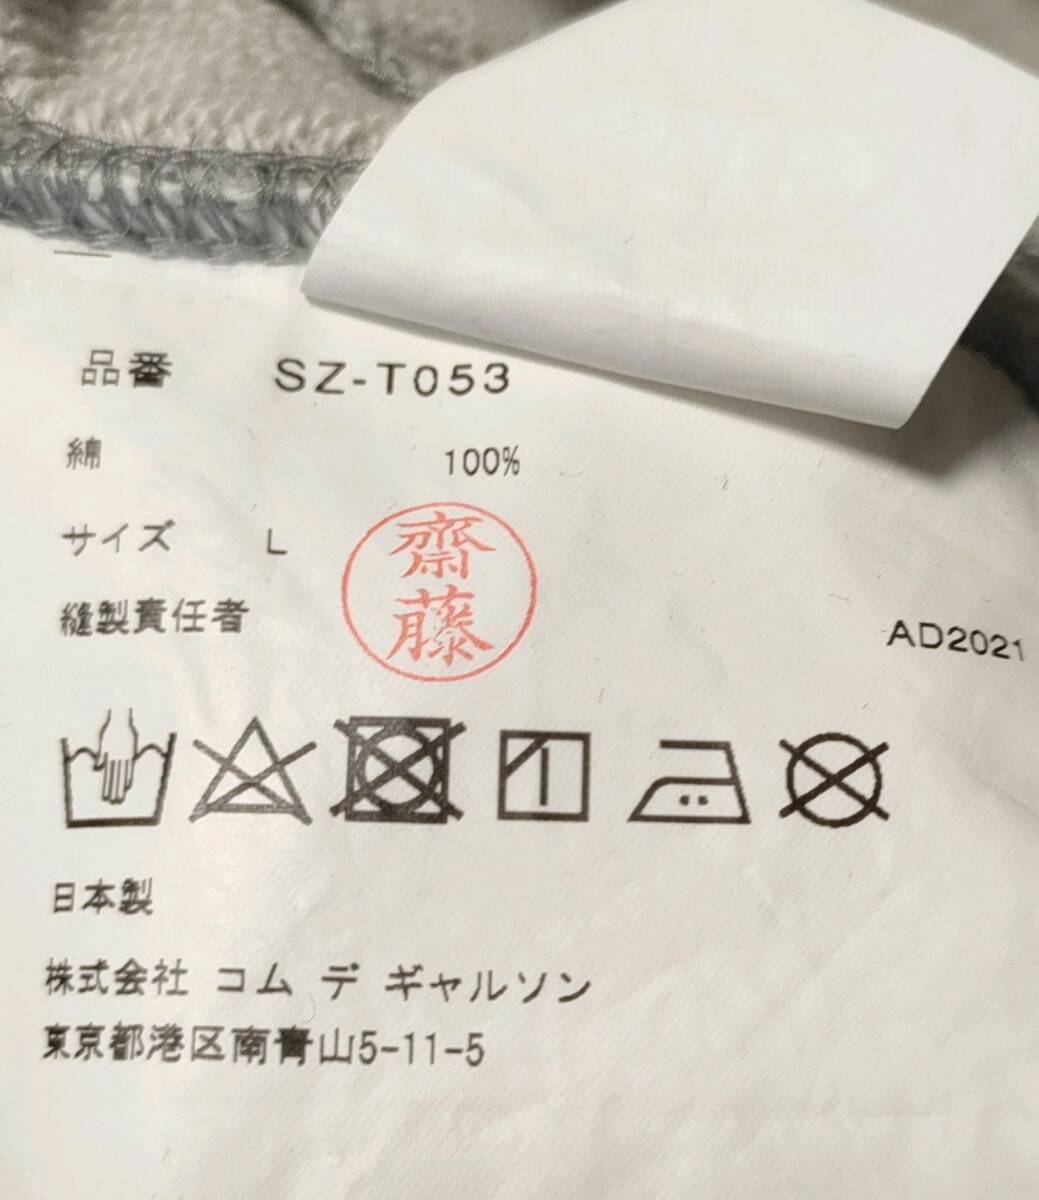 品番 SZ-T053
綿 100%
サイズ L
縫製責任者
齋藤
AD2021
日本製
株式会社 コム デ ギャルソン
東京都港区南青山5-11-5